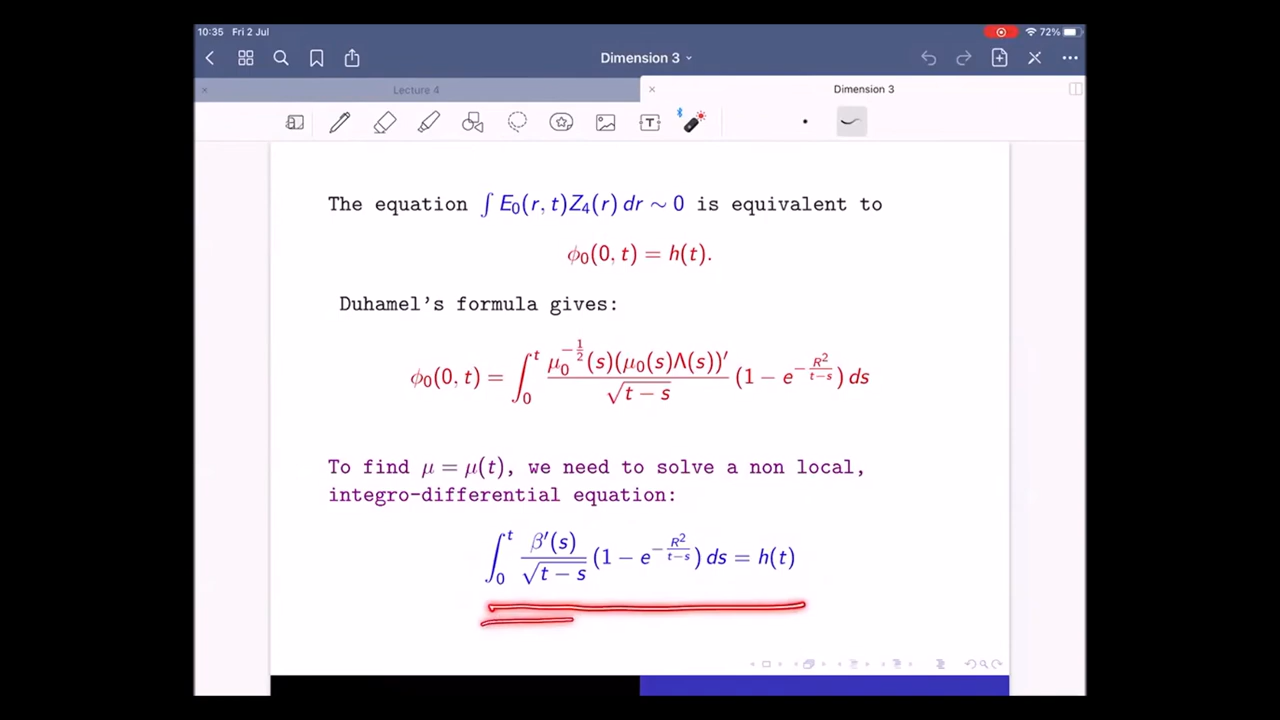 10:35 Fri 2 Jul
72%
Dimension 3
Lecture 4
Dimension 3
The equation ∫ E₀(r, t)Z₄(r) dr ∼ 0 is equivalent to
ϕ₀(0, t) = h(t).
Duhamel's formula gives:
ϕ₀(0, t) = ∫₀ᵗ μ₀^{-1/2}(s)(μ₀(s)Λ(s))′ / √(t − s) (1 − e^{−R²/(t−s)}) ds
To find μ = μ(t), we need to solve a non local,
integro-differential equation:
∫₀ᵗ β′(s) / √(t − s) (1 − e^{−R²/(t−s)}) ds = h(t)